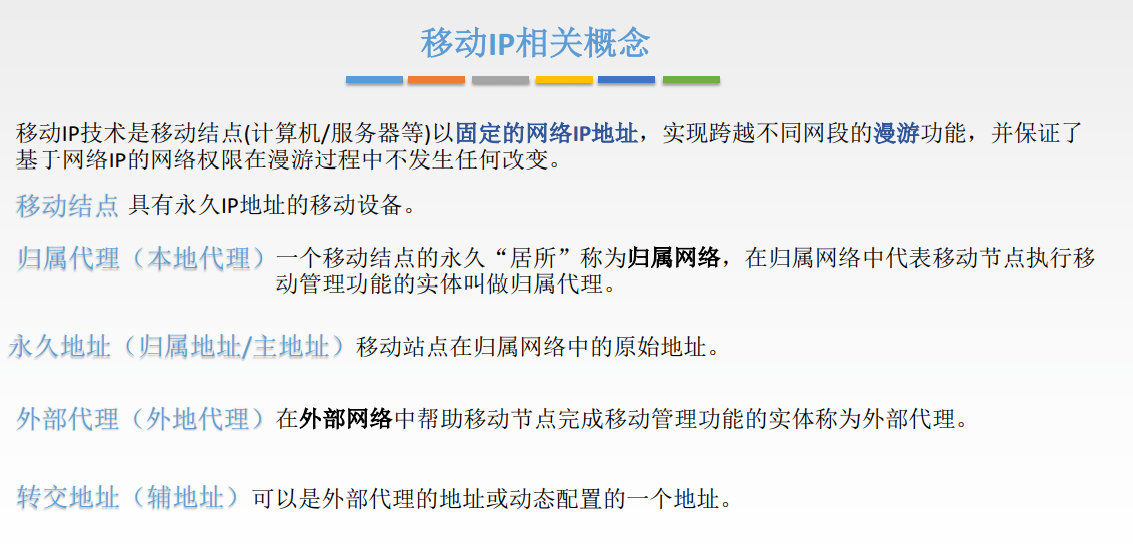 移动IP相关概念
移动IP技术是移动结点(计算机/服务器等)以固定的网络IP地址，实现跨越不同网段的漫游功能，并保证了
基于网络IP的网络权限在漫游过程中不发生任何改变。
移动结点 具有永久IP地址的移动设备。
归属代理（本地代理）一个移动结点的永久“居所”称为归属网络，在归属网络中代表移动节点执行移
动管理功能的实体叫做归属代理。
永久地址（归属地址/主地址）移动站点在归属网络中的原始地址。
外部代理（外地代理）在外部网络中帮助移动节点完成移动管理功能的实体称为外部代理。
转交地址（辅地址）可以是外部代理的地址或动态配置的一个地址。